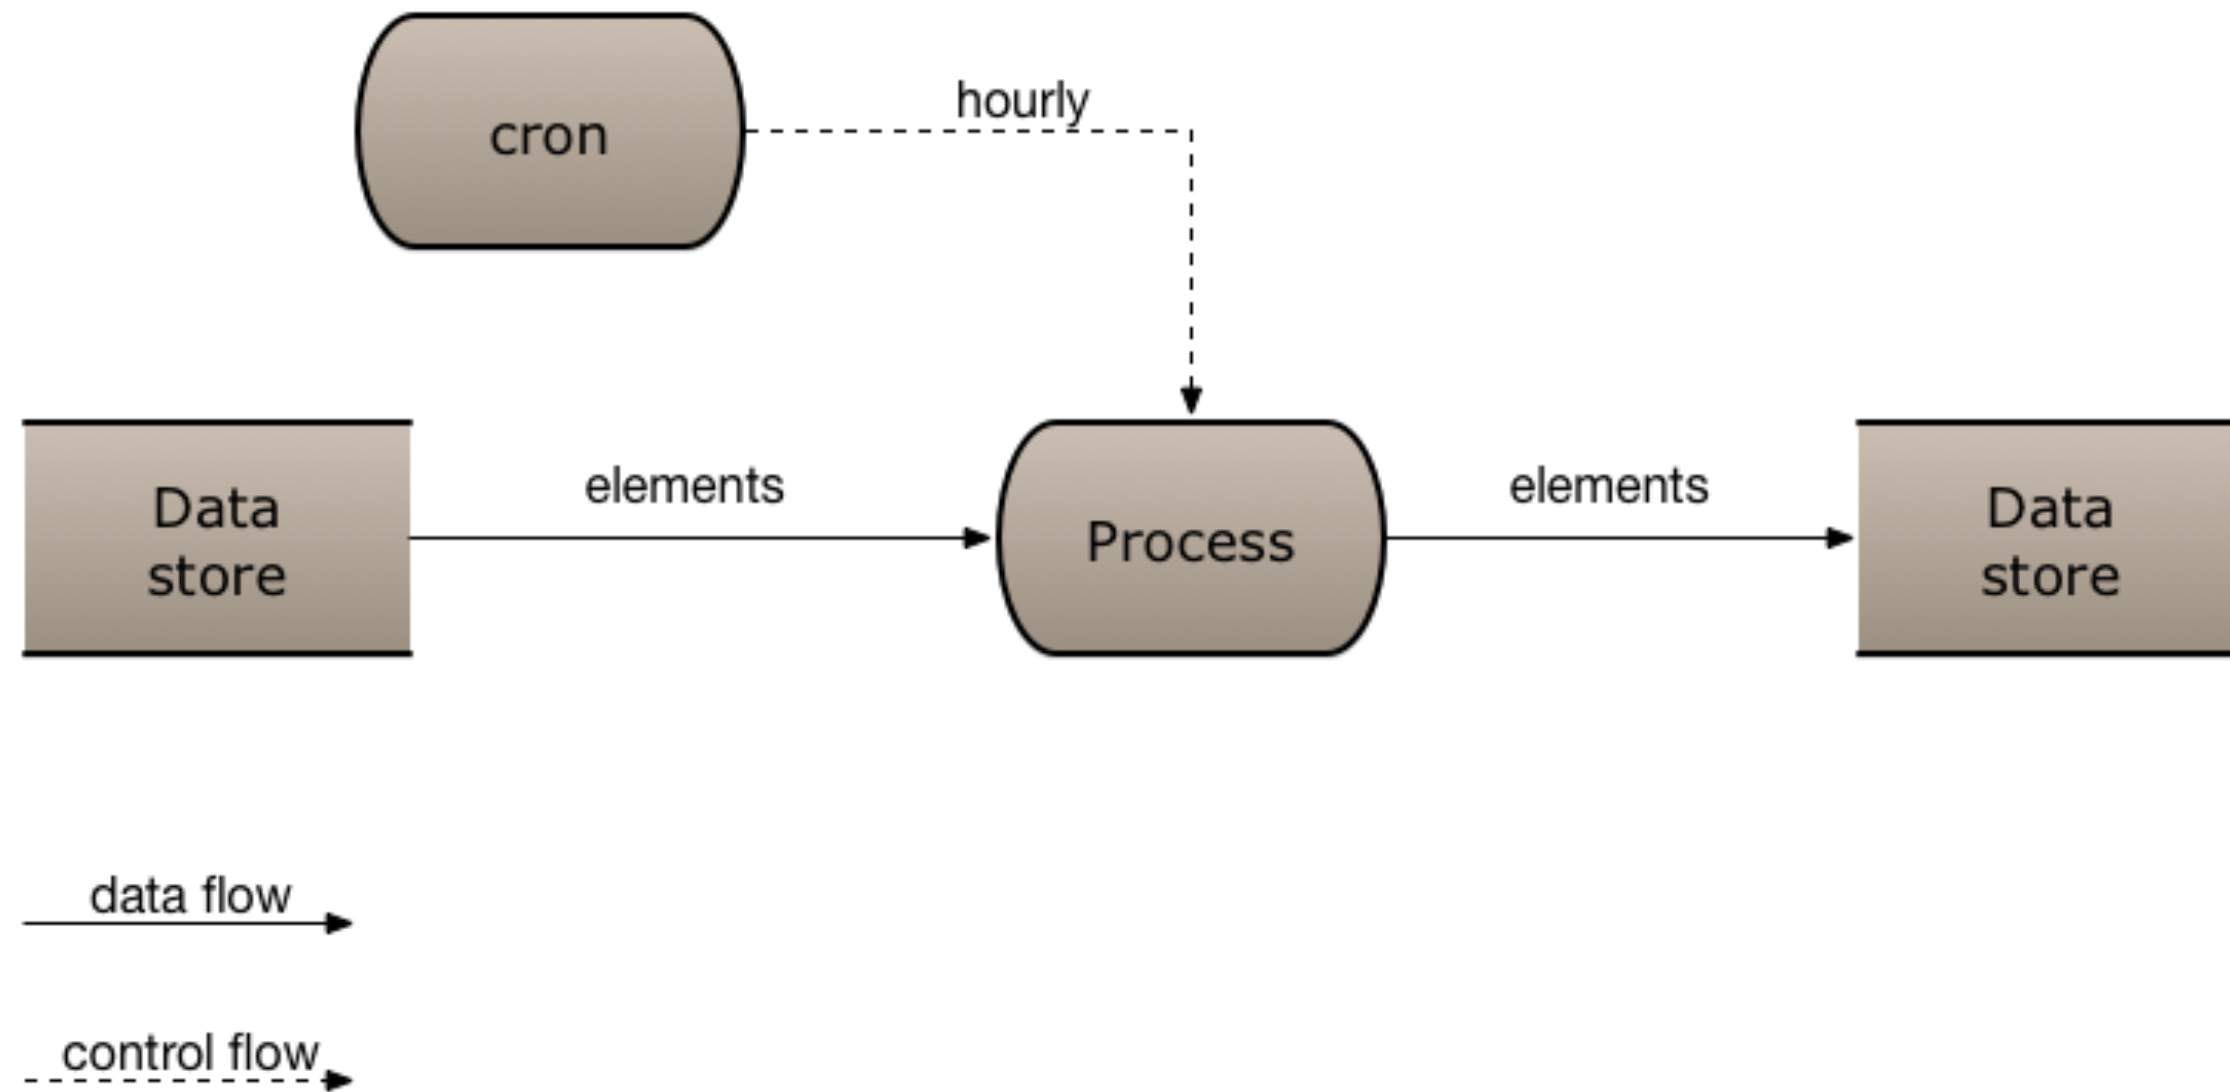 cron
hourly
Data
store
elements
Process
elements
Data
store
data flow
control flow